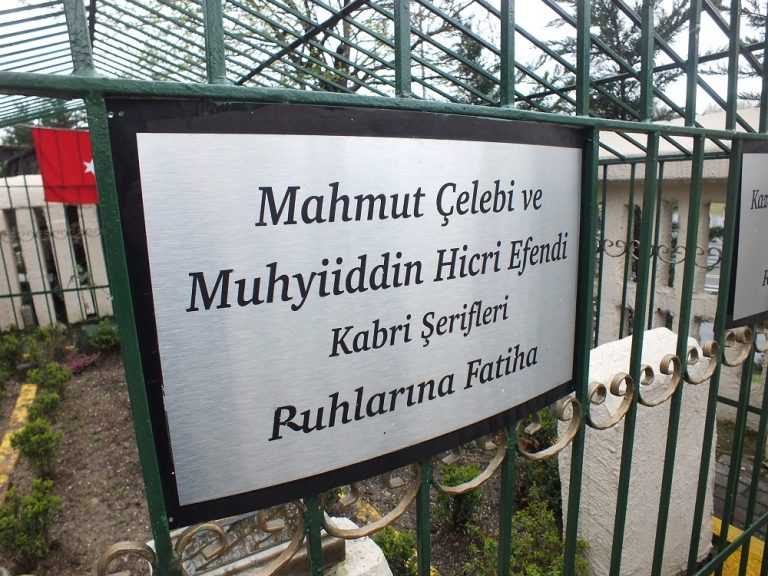 Mahmut Çelebi ve
Muhyiiddin Hicri Efendi
Kabri Şerifleri
Ruhlarına Fatiha